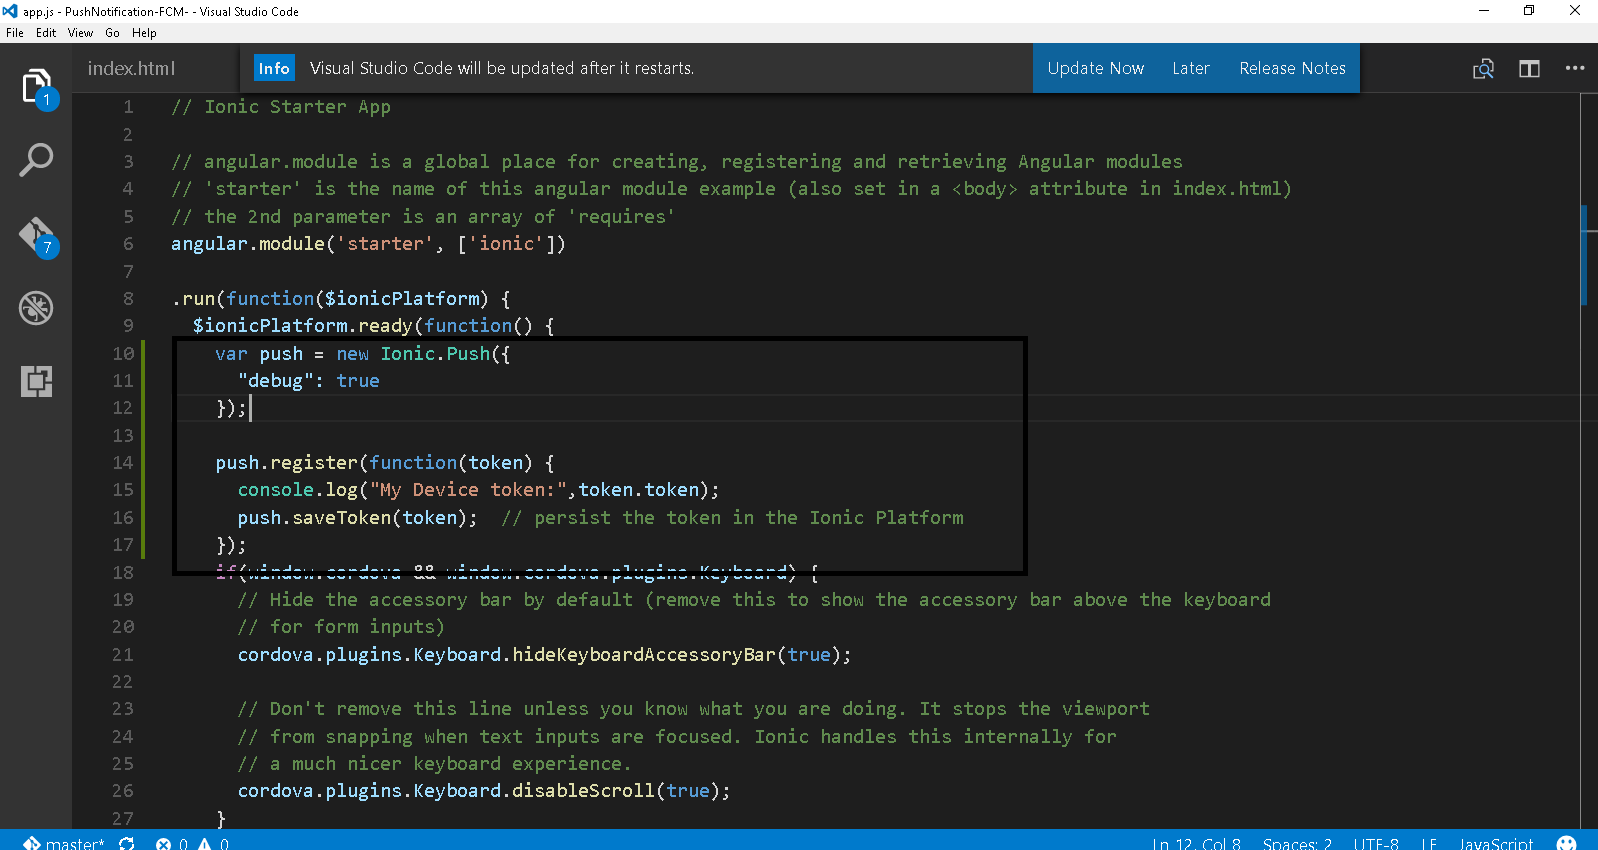 app.js - PushNotification-FCM- - Visual Studio Code
File Edit View Go Help
index.html
Info Visual Studio Code will be updated after it restarts. Update Now Later Release Notes
1
7
1 // Ionic Starter App
2
3 // angular.module is a global place for creating, registering and retrieving Angular modules
4 // 'starter' is the name of this angular module example (also set in a <body> attribute in index.html)
5 // the 2nd parameter is an array of 'requires'
6 angular.module('starter', ['ionic'])
7
8 .run(function($ionicPlatform) {
9 $ionicPlatform.ready(function() {
10 var push = new Ionic.Push({
11 "debug": true
12 });
13
14 push.register(function(token) {
15 console.log("My Device token:",token.token);
16 push.saveToken(token); // persist the token in the Ionic Platform
17 });
18 if(window.cordova && window.cordova.plugins.Keyboard) {
19 // Hide the accessory bar by default (remove this to show the accessory bar above the keyboard
20 // for form inputs)
21 cordova.plugins.Keyboard.hideKeyboardAccessoryBar(true);
22
23 // Don't remove this line unless you know what you are doing. It stops the viewport
24 // from snapping when text inputs are focused. Ionic handles this internally for
25 // a much nicer keyboard experience.
26 cordova.plugins.Keyboard.disableScroll(true);
27 }
master* 0 0 Ln 12, Col 8 Spaces: 2 UTF-8 LF JavaScript